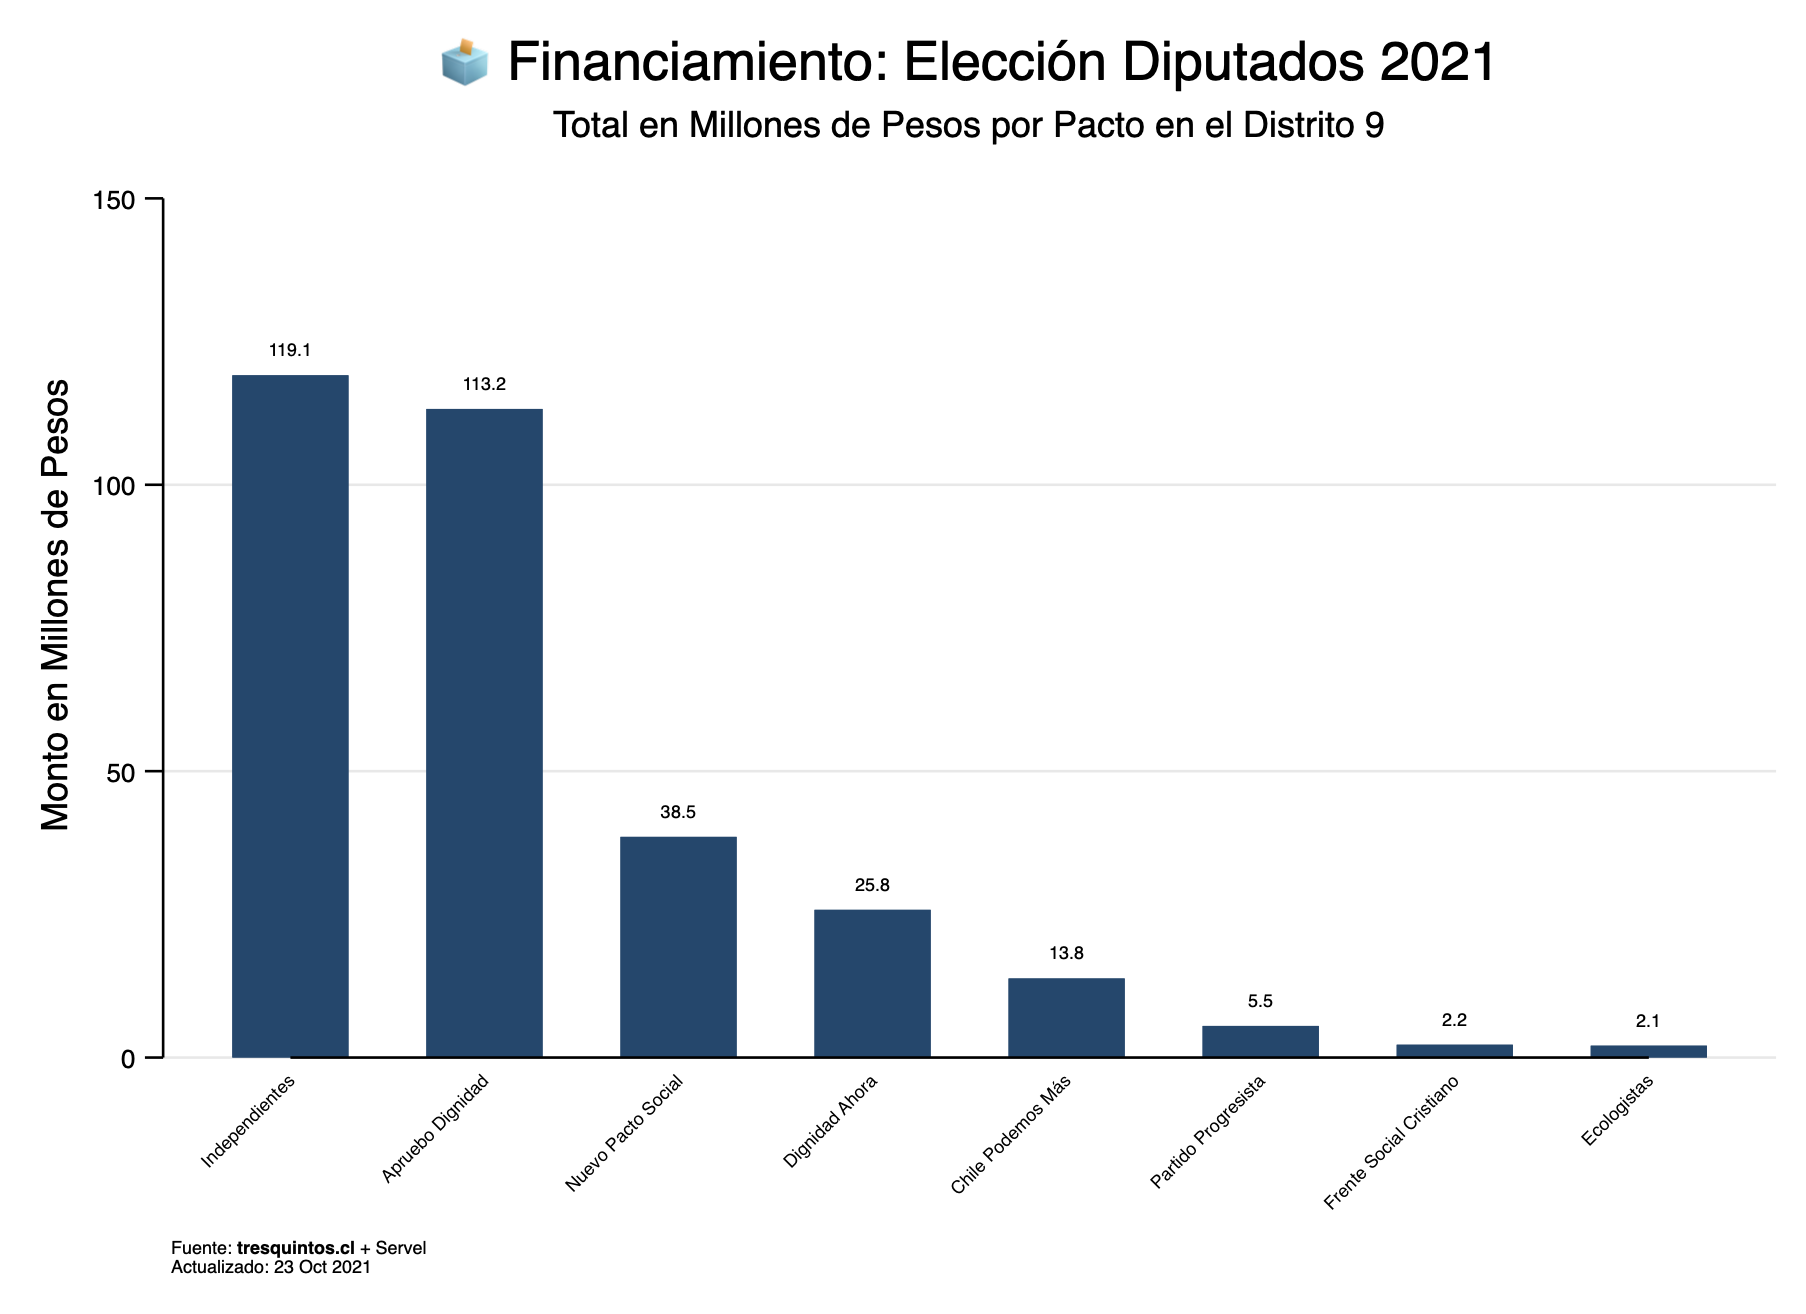 Financiamiento: Elección Diputados 2021
Total en Millones de Pesos por Pacto en el Distrito 9
Monto en Millones de Pesos
150
100
50
0
119.1
113.2
38.5
25.8
13.8
5.5
2.2
2.1
Independientes
Apruebo Dignidad
Nuevo Pacto Social
Dignidad Ahora
Chile Podemos Más
Partido Progresista
Frente Social Cristiano
Ecologistas
Fuente: tresquintos.cl + Servel
Actualizado: 23 Oct 2021